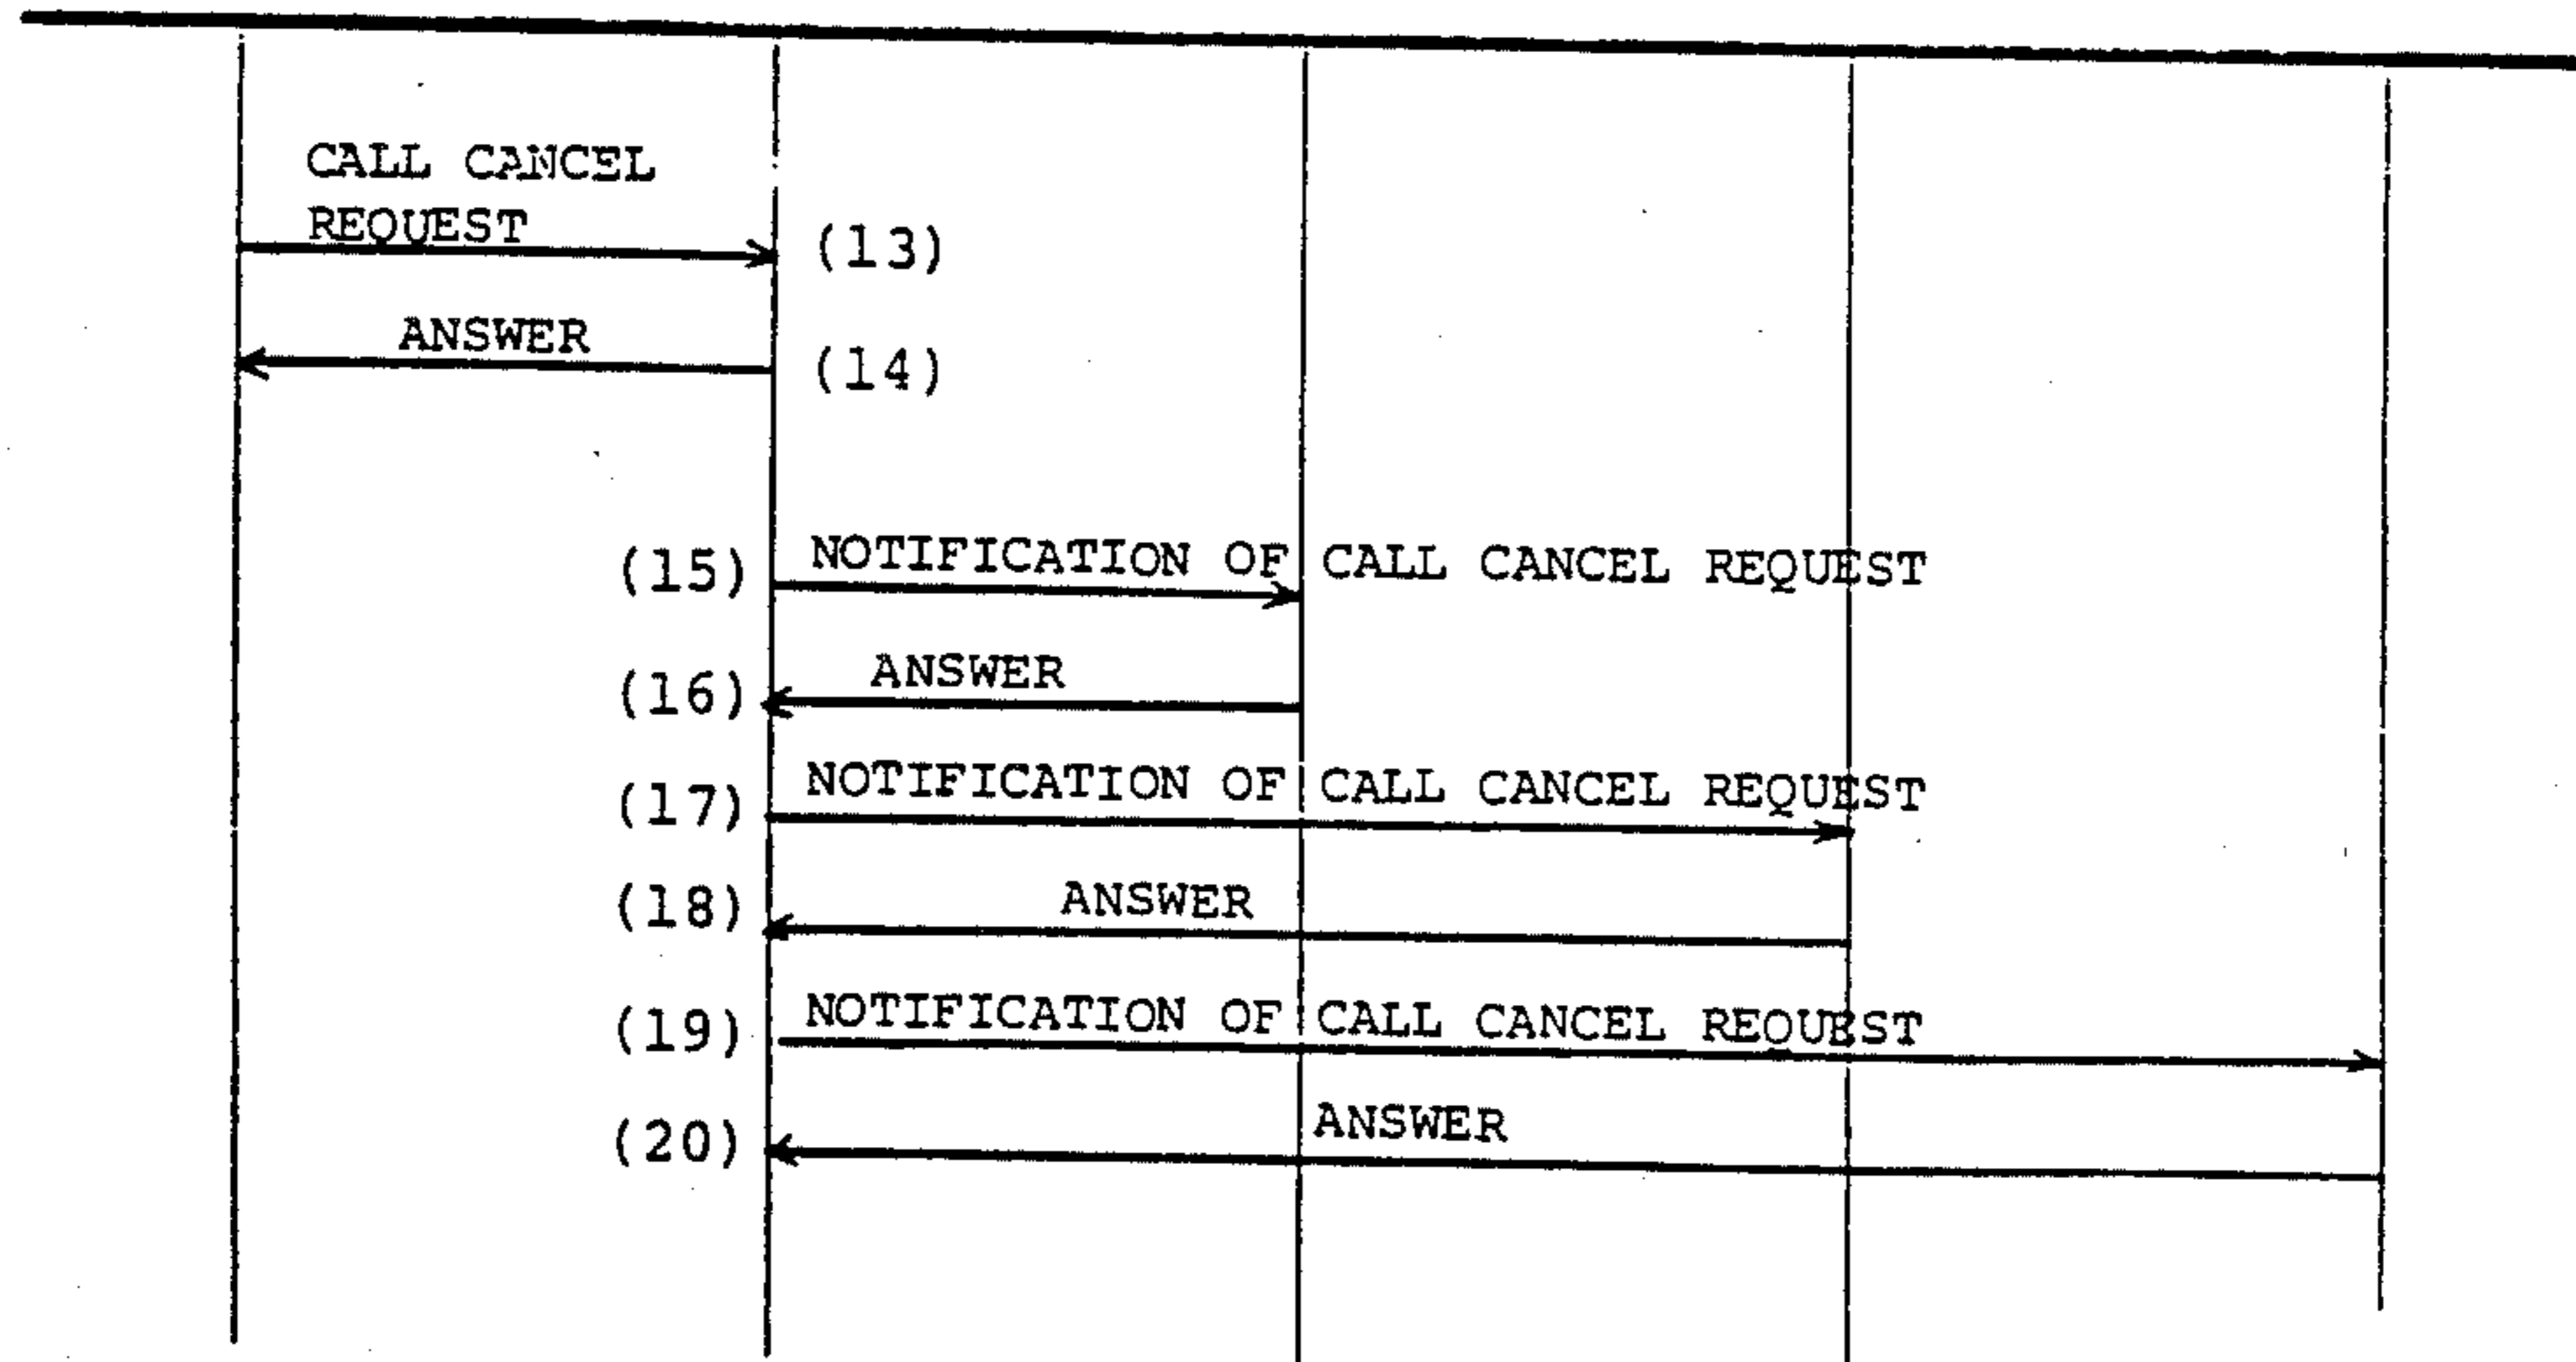 CALL CANCEL
REQUEST
(13)
ANSWER
(14)
(15) NOTIFICATION OF CALL CANCEL REQUEST
(16) ANSWER
(17) NOTIFICATION OF CALL CANCEL REQUEST
(18) ANSWER
(19) NOTIFICATION OF CALL CANCEL REQUEST
(20) ANSWER